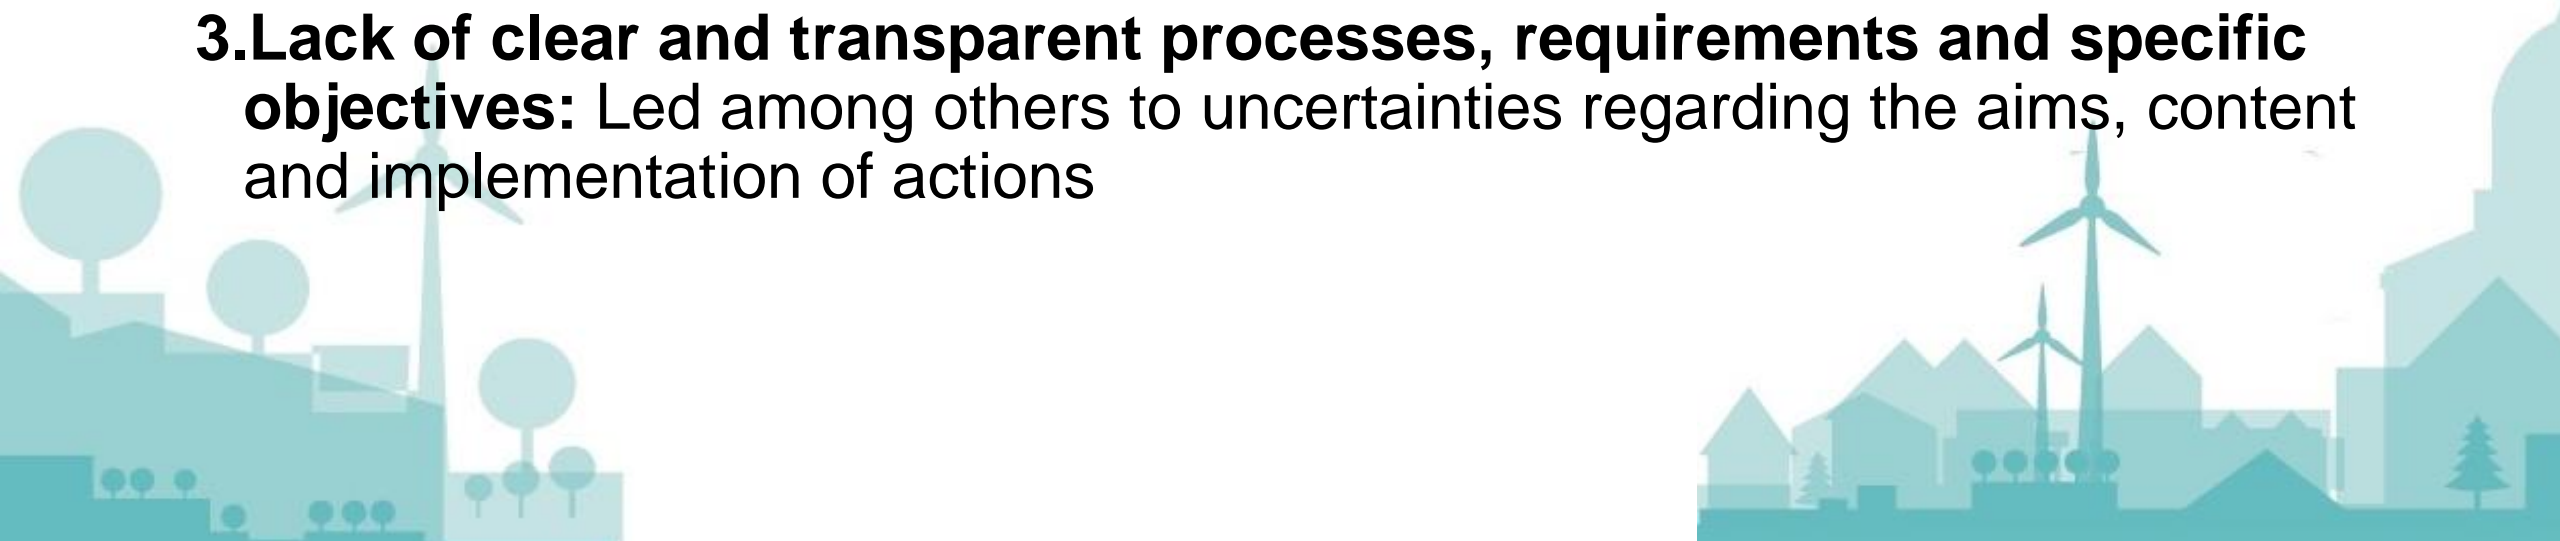 3.Lack of clear and transparent processes, requirements and specific
objectives: Led among others to uncertainties regarding the aims, content
and implementation of actions